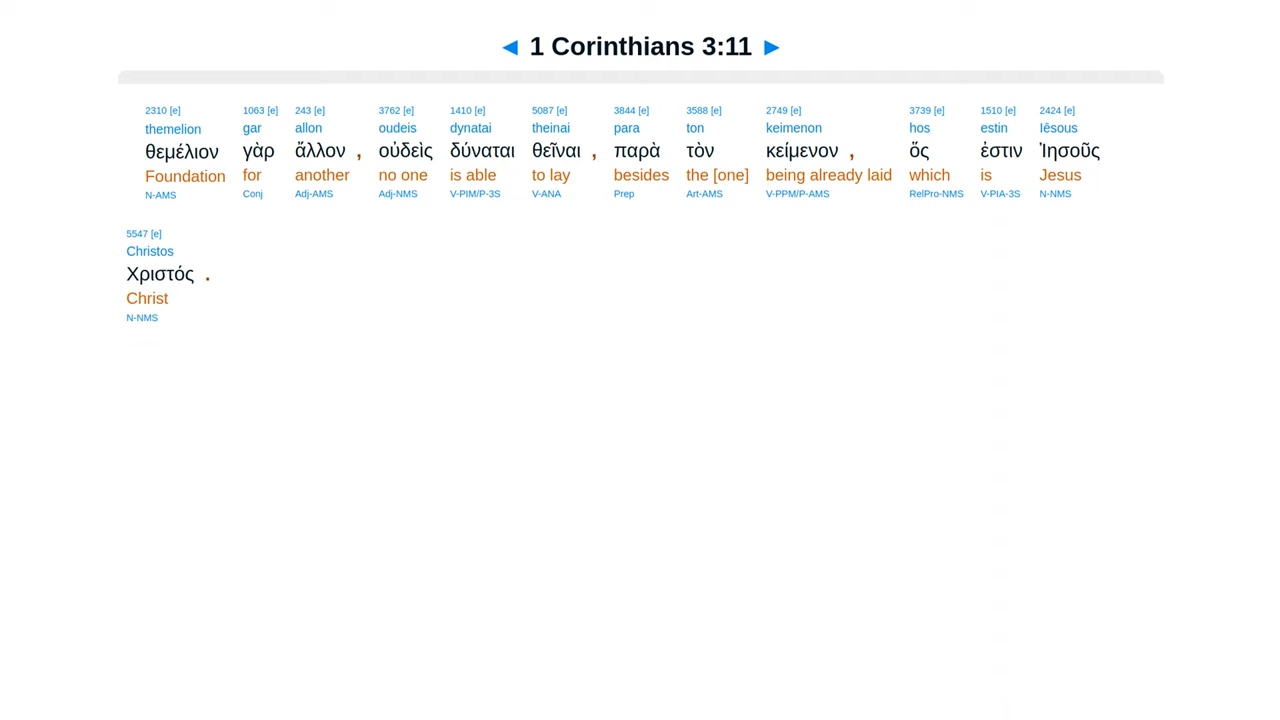 ◄ 1 Corinthians 3:11 ►
2310 [e] 1063 [e] 243 [e] 3762 [e] 1410 [e] 5087 [e] 3844 [e] 3588 [e] 2749 [e] 3739 [e] 1510 [e] 2424 [e]
themelion gar allon oudeis dynatai theinai para ton keimenon hos estin Iēsous
θεμέλιον γὰρ ἄλλον , οὐδεὶς δύναται θεῖναι , παρὰ τὸν κείμενον , ὅς ἐστιν Ἰησοῦς
Foundation for another no one is able to lay besides the [one] being already laid which is Jesus
N-AMS Conj Adj-AMS Adj-NMS V-PIM/P-3S V-ANA Prep Art-AMS V-PPM/P-AMS RelPro-NMS V-PIA-3S N-NMS
5547 [e]
Christos
Χριστός .
Christ
N-NMS